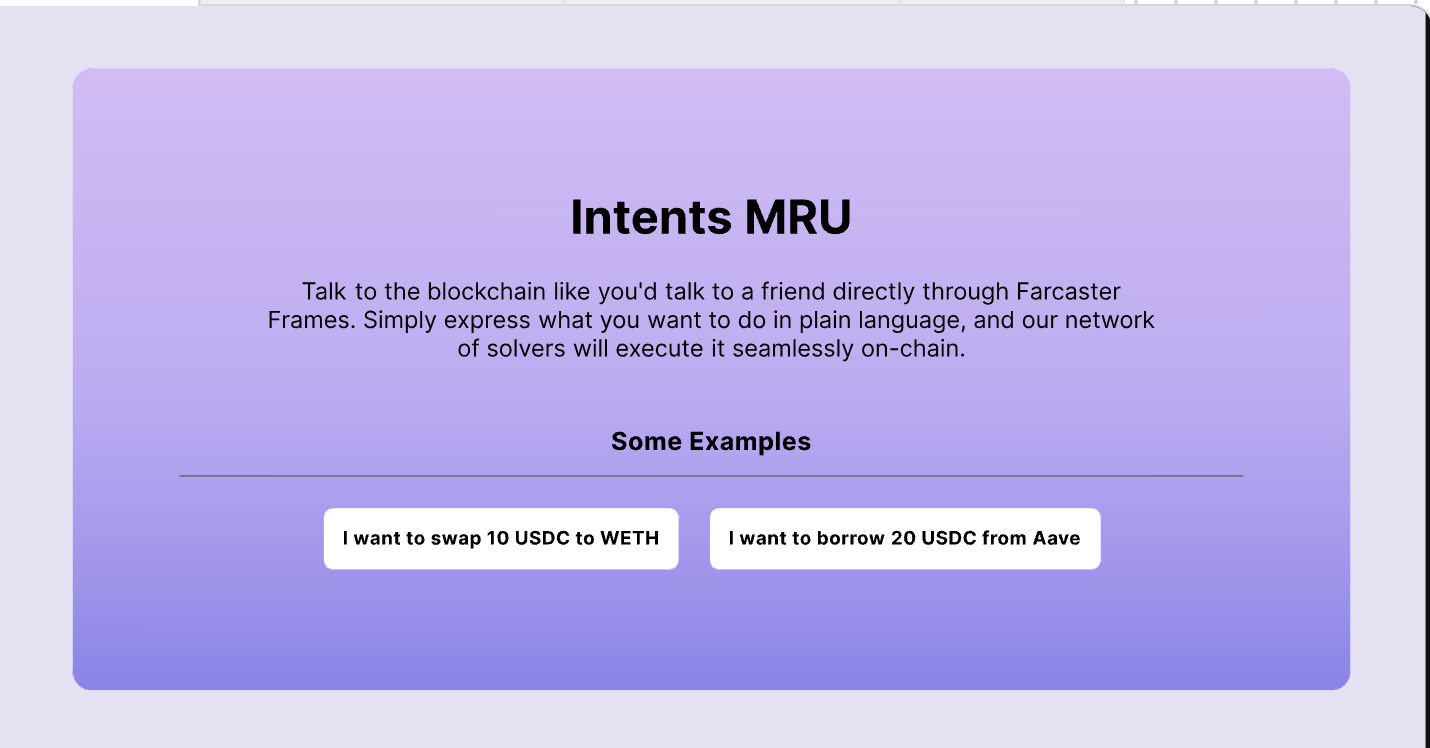 Intents MRU
Talk to the blockchain like you'd talk to a friend directly through Farcaster
Frames. Simply express what you want to do in plain language, and our network
of solvers will execute it seamlessly on-chain.
Some Examples
I want to swap 10 USDC to WETH
I want to borrow 20 USDC from Aave